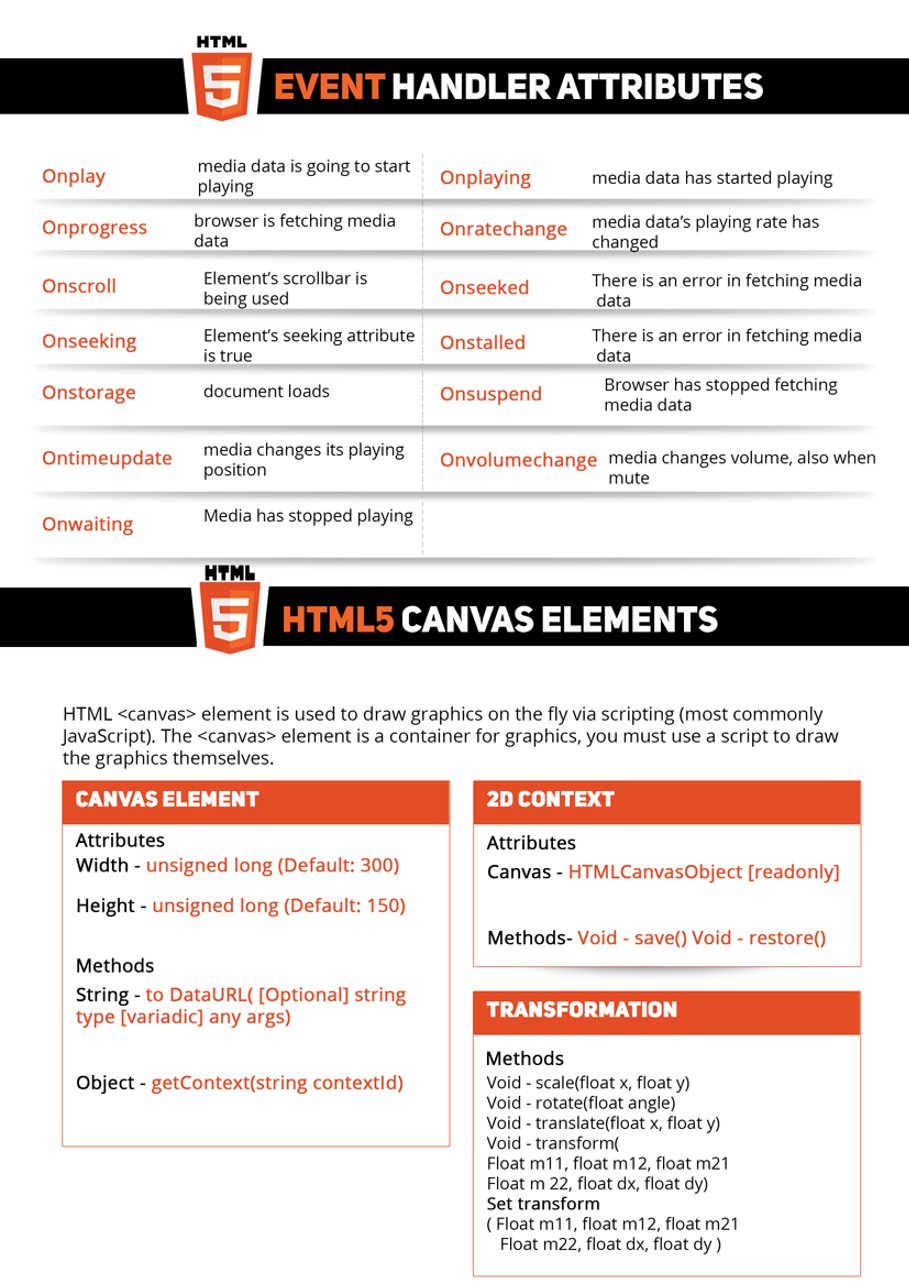 HTML
5
EVENT HANDLER ATTRIBUTES
Onplay
media data is going to start
playing
Onplaying
media data has started playing
Onprogress
browser is fetching media
data
Onratechange
media data’s playing rate has
changed
Onscroll
Element’s scrollbar is
being used
Onseeked
There is an error in fetching media
data
Onseeking
Element’s seeking attribute
is true
Onstalled
There is an error in fetching media
data
Onstorage
document loads
Onsuspend
Browser has stopped fetching
media data
Ontimeupdate
media changes its playing
position
Onvolumechange
media changes volume, also when
mute
Onwaiting
Media has stopped playing
HTML
5
HTML5 CANVAS ELEMENTS
HTML <canvas> element is used to draw graphics on the fly via scripting (most commonly
JavaScript). The <canvas> element is a container for graphics, you must use a script to draw
the graphics themselves.
CANVAS ELEMENT
Attributes
Width - unsigned long (Default: 300)
Height - unsigned long (Default: 150)
Methods
String - to DataURL( [Optional] string
type [variadic] any args)
Object - getContext(string contextId)
2D CONTEXT
Attributes
Canvas - HTMLCanvasObject [readonly]
Methods- Void - save() Void - restore()
TRANSFORMATION
Methods
Void - scale(float x, float y)
Void - rotate(float angle)
Void - translate(float x, float y)
Void - transform(
Float m11, float m12, float m21
Float m 22, float dx, float dy)
Set transform
( Float m11, float m12, float m21
Float m22, float dx, float dy )